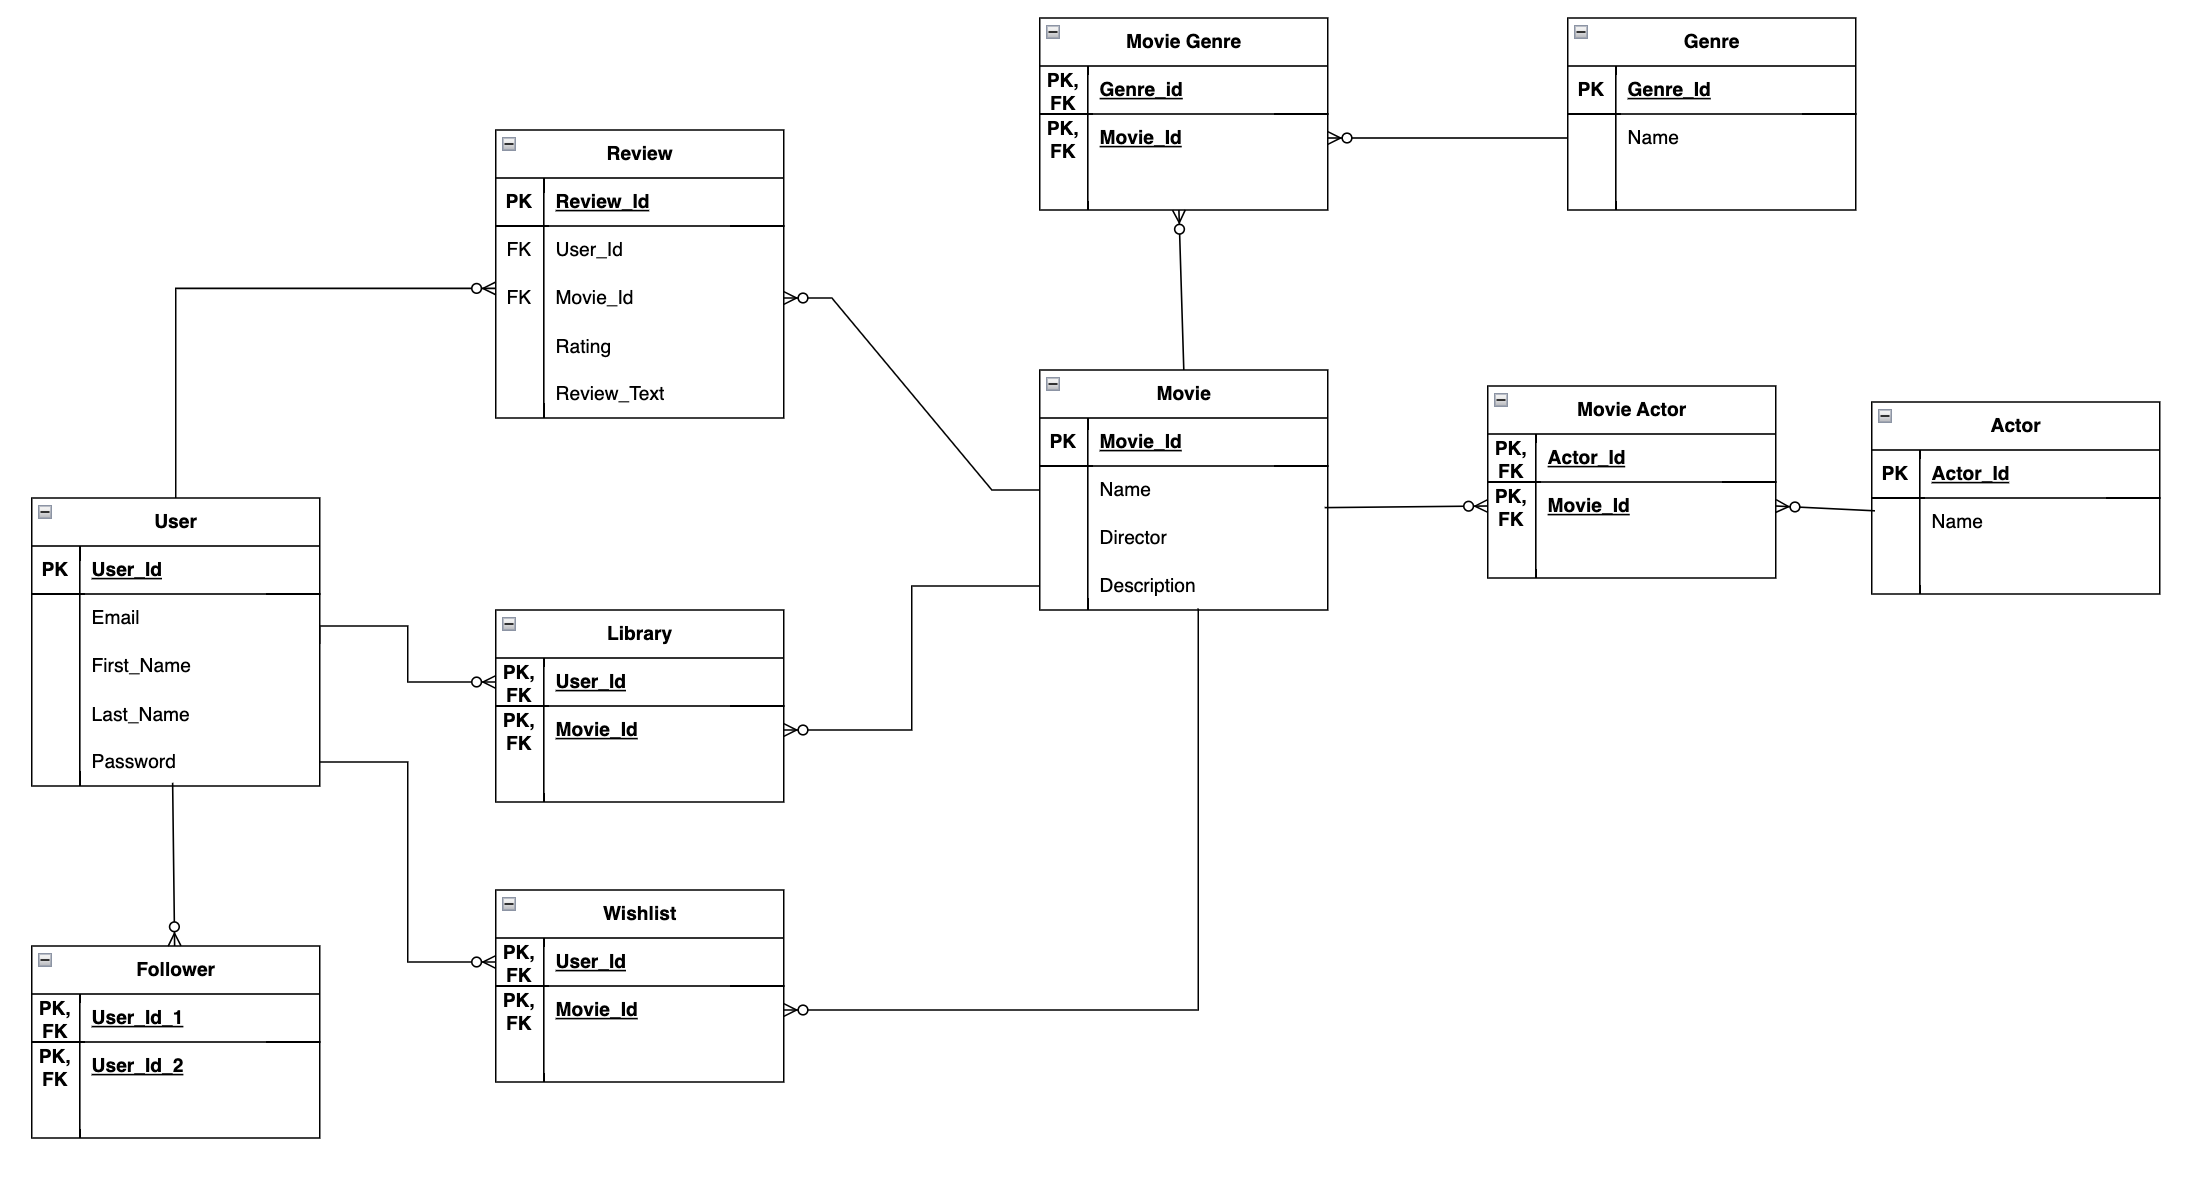 Movie Genre
PK,
FK
Genre_id
PK,
FK
Movie_Id
Genre
PK
Genre_Id
Name
Review
PK
Review_Id
FK
User_Id
FK
Movie_Id
Rating
Review_Text
Movie
PK
Movie_Id
Name
Director
Description
Movie Actor
PK,
FK
Actor_Id
PK,
FK
Movie_Id
Actor
PK
Actor_Id
Name
User
PK
User_Id
Email
First_Name
Last_Name
Password
Library
PK,
FK
User_Id
PK,
FK
Movie_Id
Wishlist
PK,
FK
User_Id
PK,
FK
Movie_Id
Follower
PK,
FK
User_Id_1
PK,
FK
User_Id_2